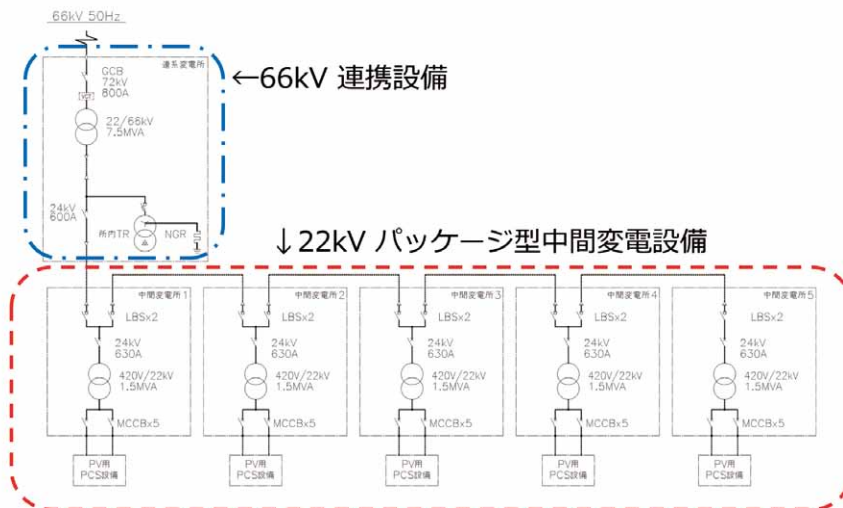 66kV 50Hz
連系変電所
GCB
72kV
800A
VCT
22/66kV
7.5MVA
←66kV 連携設備
24kV
600A
所内TR
NGR
↓22kV パッケージ型中間変電設備
中間変電所1
LBSx2
24kV
630A
420V/22kV
1.5MVA
MCCBx5
PV用
PCS設備
中間変電所2
LBSx2
24kV
630A
420V/22kV
1.5MVA
MCCBx5
PV用
PCS設備
中間変電所3
LBSx2
24kV
630A
420V/22kV
1.5MVA
MCCBx5
PV用
PCS設備
中間変電所4
LBSx2
24kV
630A
420V/22kV
1.5MVA
MCCBx5
PV用
PCS設備
中間変電所5
LBSx2
24kV
630A
420V/22kV
1.5MVA
MCCBx5
PV用
PCS設備